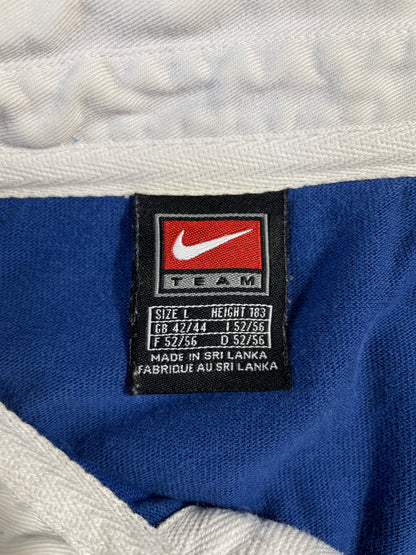 TEAM
SIZE L HEIGHT 183
GB 42/44 I 52/56
F 52/56 D 52/56
MADE IN SRI LANKA
FABRIQUE AU SRI LANKA